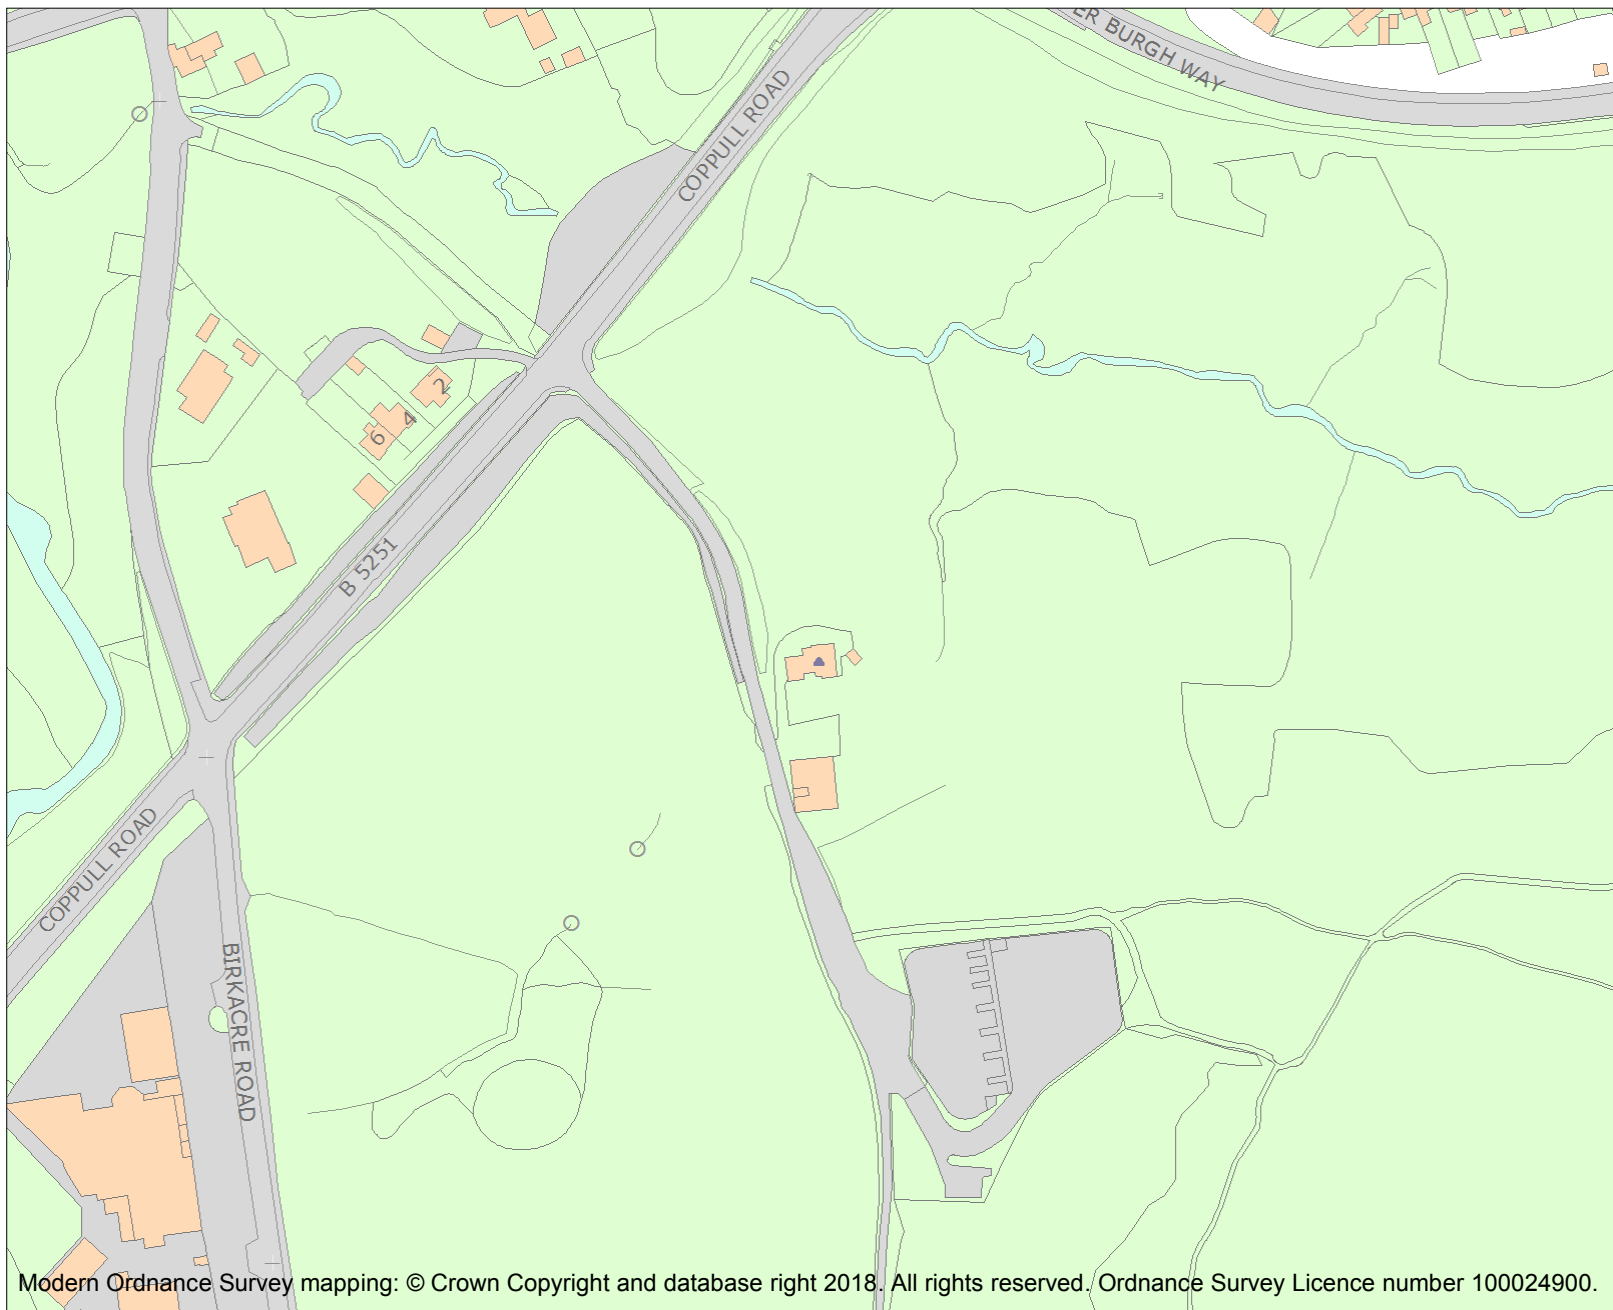 ER BURGH WAY
COPPULL ROAD
2
4
6
B 5251
COPPULL ROAD
BIRKACRE ROAD
Modern Ordnance Survey mapping: © Crown Copyright and database right 2018. All rights reserved. Ordnance Survey Licence number 100024900.